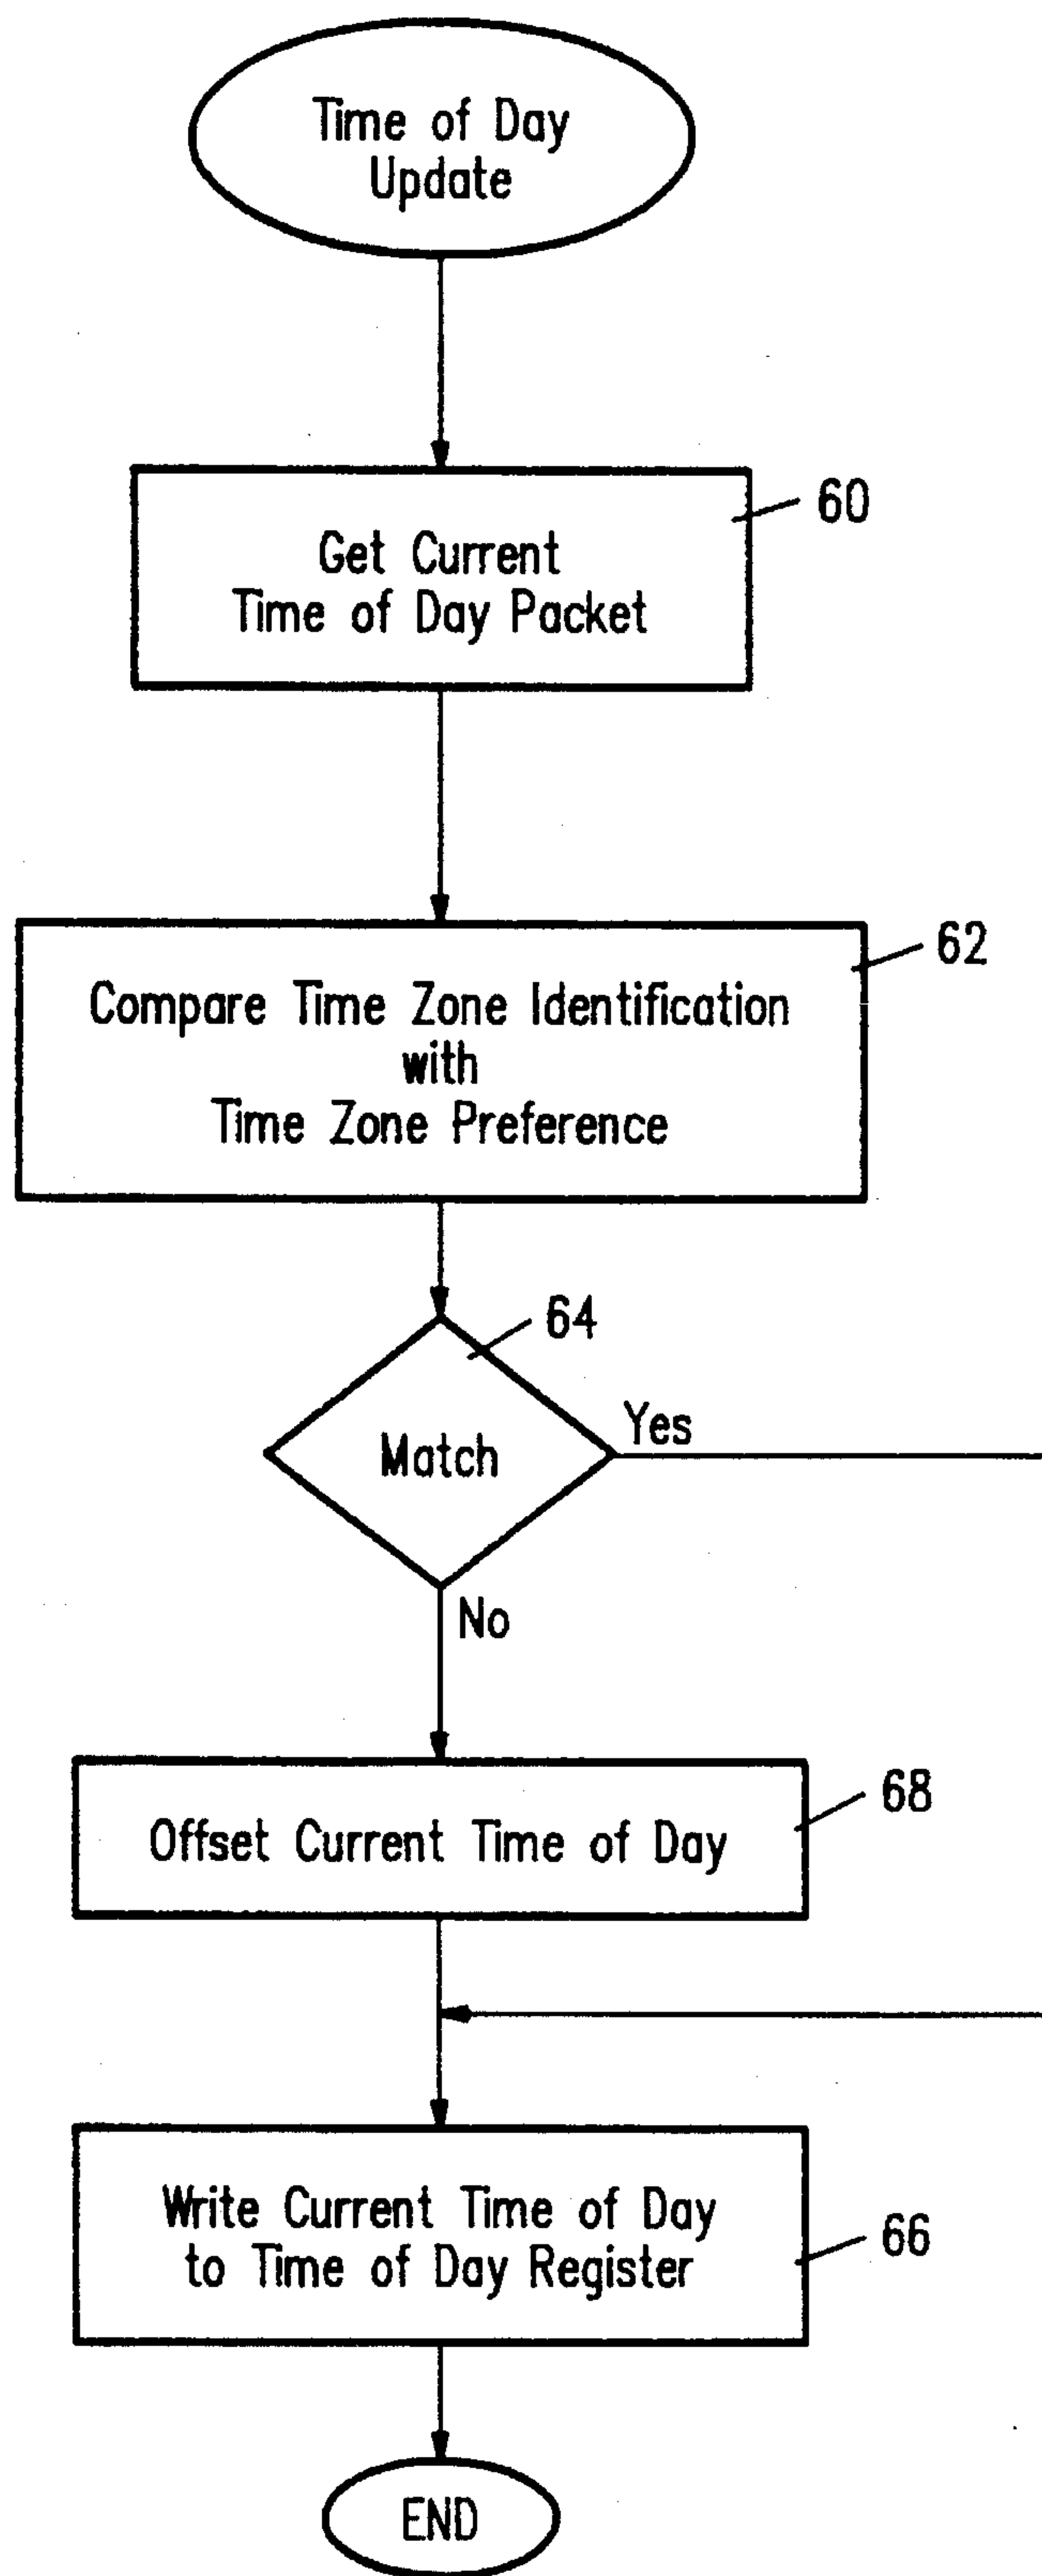 Time of Day
Update
60
Get Current
Time of Day Packet
62
Compare Time Zone Identification
with
Time Zone Preference
64
Match
Yes
No
68
Offset Current Time of Day
Write Current Time of Day
to Time of Day Register
66
END